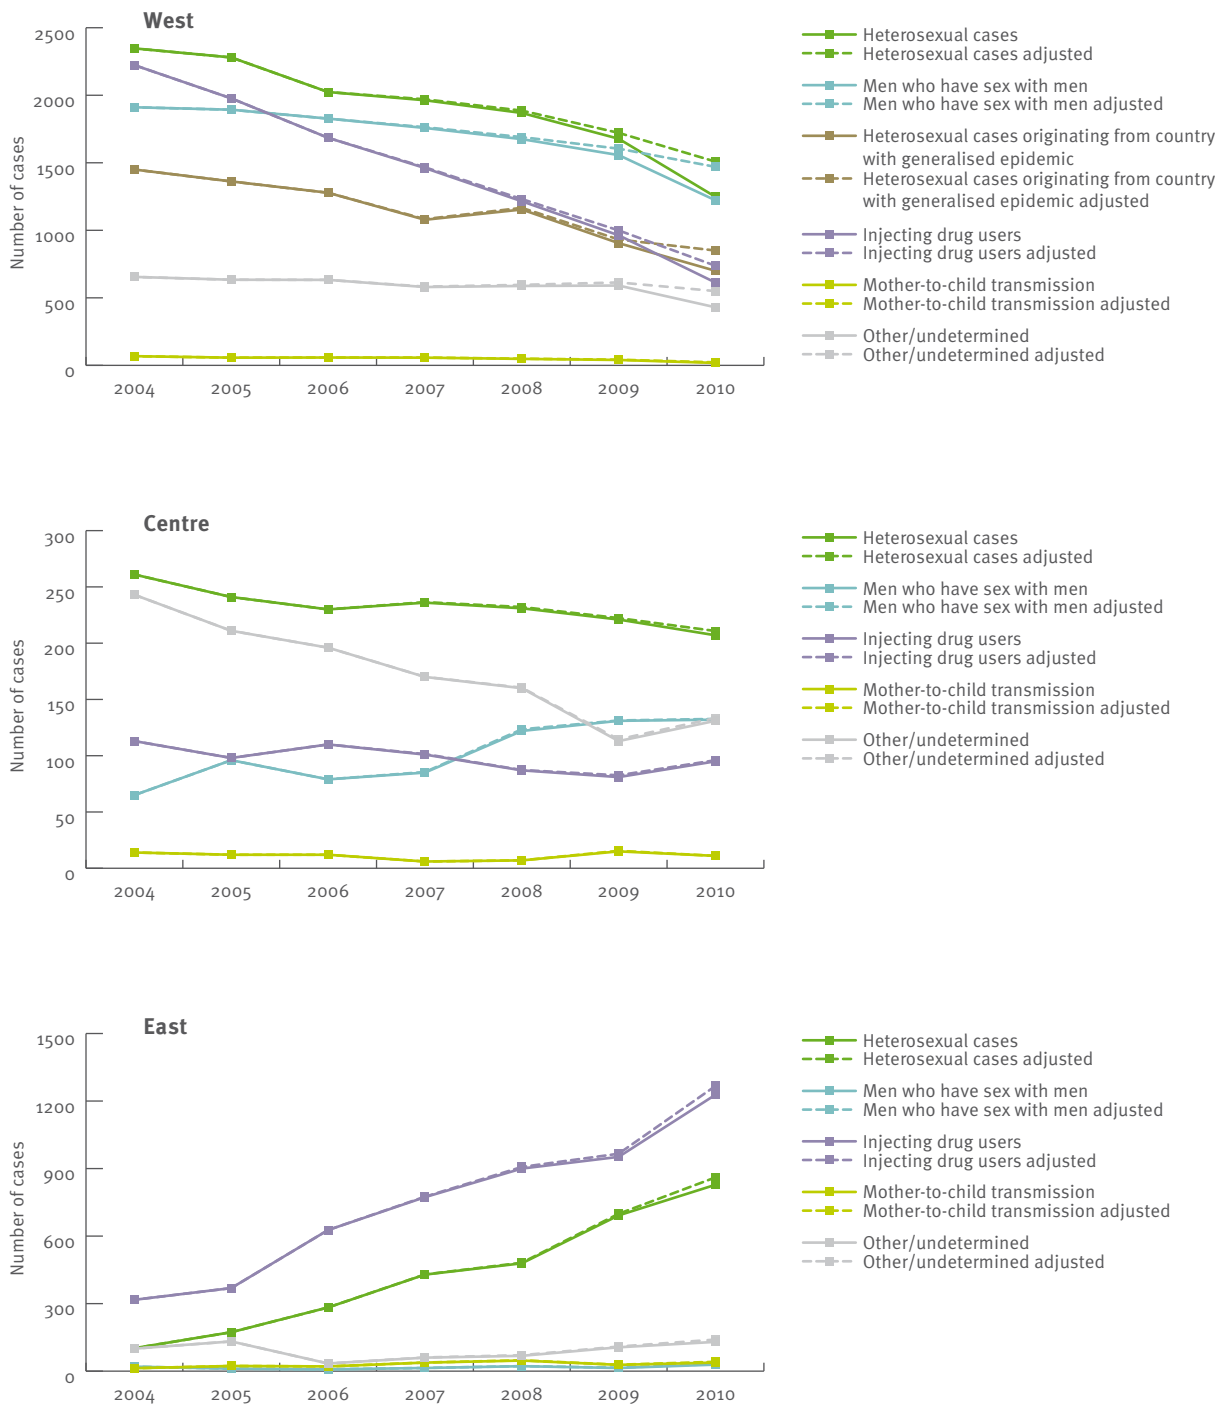 West
Number of cases
2500
2000
1500
1000
500
0
2004 2005 2006 2007 2008 2009 2010
Heterosexual cases
Heterosexual cases adjusted
Men who have sex with men
Men who have sex with men adjusted
Heterosexual cases originating from country
with generalised epidemic
Heterosexual cases originating from country
with generalised epidemic adjusted
Injecting drug users
Injecting drug users adjusted
Mother-to-child transmission
Mother-to-child transmission adjusted
Other/undetermined
Other/undetermined adjusted
Centre
Number of cases
300
250
200
150
100
50
0
2004 2005 2006 2007 2008 2009 2010
Heterosexual cases
Heterosexual cases adjusted
Men who have sex with men
Men who have sex with men adjusted
Injecting drug users
Injecting drug users adjusted
Mother-to-child transmission
Mother-to-child transmission adjusted
Other/undetermined
Other/undetermined adjusted
East
Number of cases
1500
1200
900
600
300
0
2004 2005 2006 2007 2008 2009 2010
Heterosexual cases
Heterosexual cases adjusted
Men who have sex with men
Men who have sex with men adjusted
Injecting drug users
Injecting drug users adjusted
Mother-to-child transmission
Mother-to-child transmission adjusted
Other/undetermined
Other/undetermined adjusted